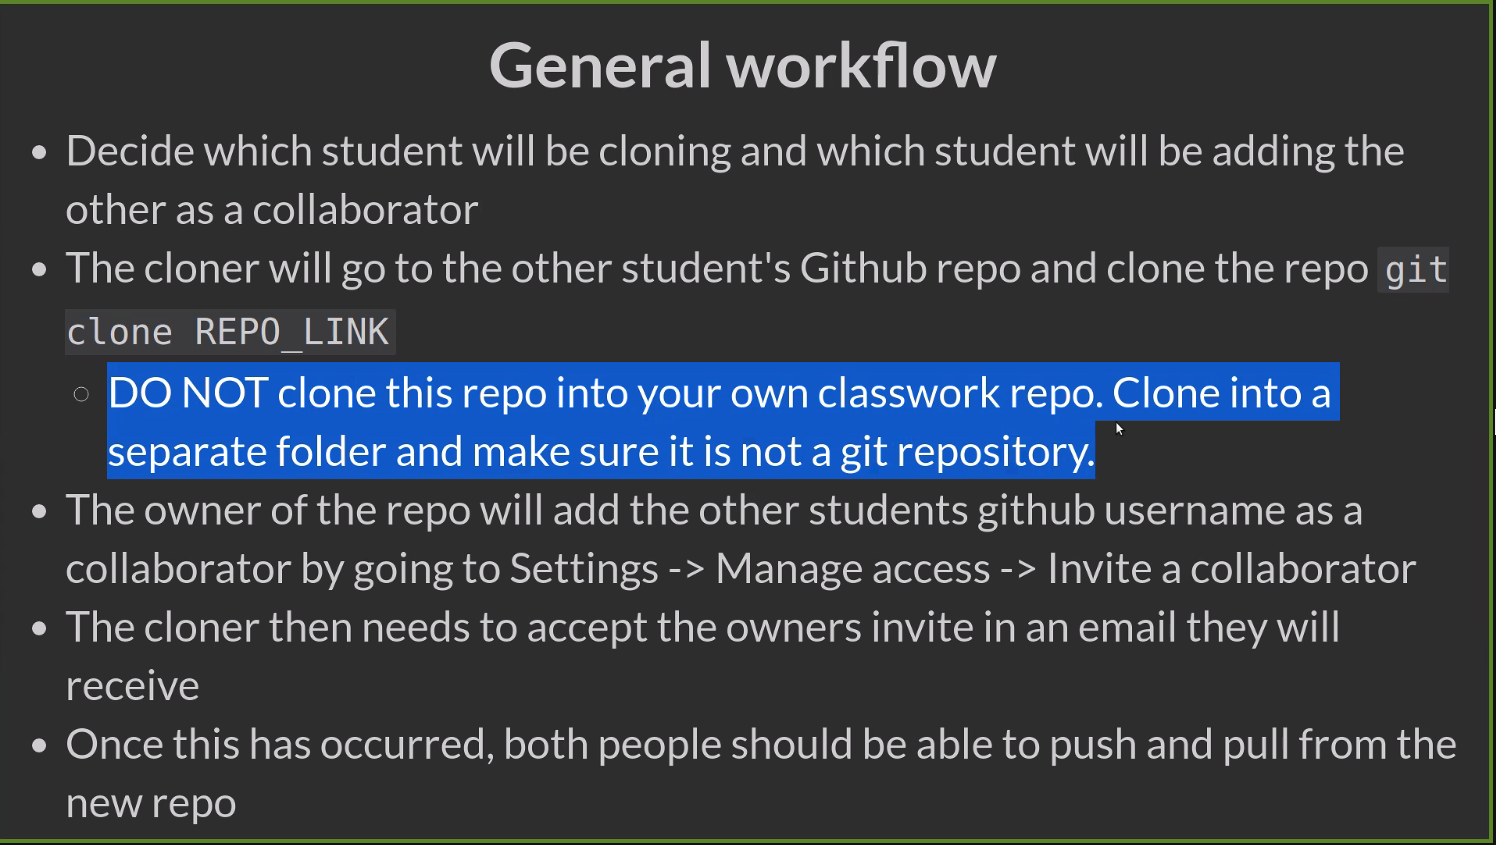 General workflow
• Decide which student will be cloning and which student will be adding the
other as a collaborator
• The cloner will go to the other student's Github repo and clone the repo git
clone REPO_LINK
○ DO NOT clone this repo into your own classwork repo. Clone into a
separate folder and make sure it is not a git repository.
• The owner of the repo will add the other students github username as a
collaborator by going to Settings -> Manage access -> Invite a collaborator
• The cloner then needs to accept the owners invite in an email they will
receive
• Once this has occurred, both people should be able to push and pull from the
new repo